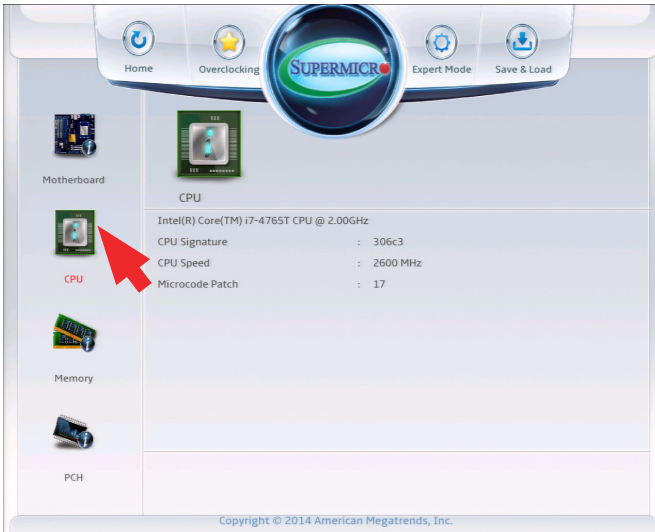 Home
Overclocking
SUPERMICR
Expert Mode
Save & Load
Motherboard
CPU
Memory
PCH
CPU
Intel(R) Core(TM) i7-4765T CPU @ 2.00GHz
CPU Signature : 306c3
CPU Speed : 2600 MHz
Microcode Patch : 17
Copyright © 2014 American Megatrends, Inc.